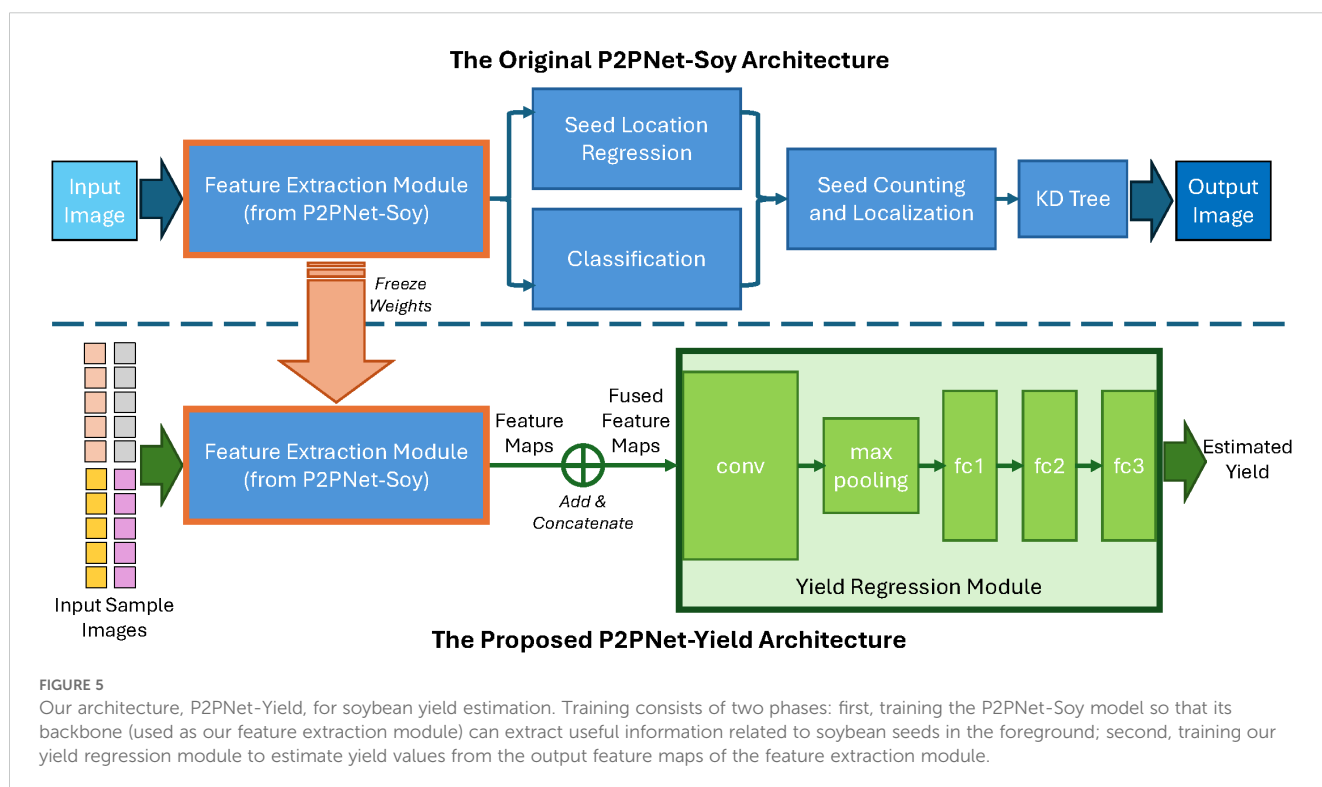 The Original P2PNet-Soy Architecture
Input
Image
Feature Extraction Module
(from P2PNet-Soy)
Seed Location
Regression
Classification
Seed Counting
and Localization
KD Tree
Output
Image
Freeze
Weights
Input Sample
Images
Feature Extraction Module
(from P2PNet-Soy)
Feature
Maps
Add &
Concatenate
Fused
Feature
Maps
conv
max
pooling
fc1
fc2
fc3
Yield Regression Module
Estimated
Yield
The Proposed P2PNet-Yield Architecture
FIGURE 5
Our architecture, P2PNet-Yield, for soybean yield estimation. Training consists of two phases: first, training the P2PNet-Soy model so that its
backbone (used as our feature extraction module) can extract useful information related to soybean seeds in the foreground; second, training our
yield regression module to estimate yield values from the output feature maps of the feature extraction module.